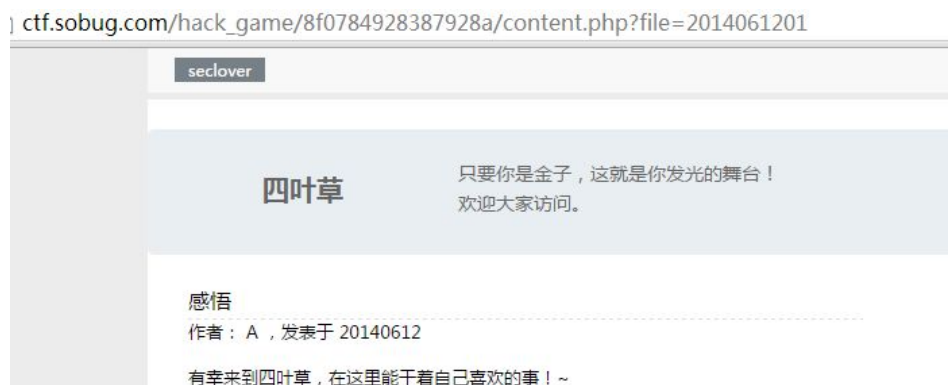 ctf.sobug.com/hack_game/8f0784928387928a/content.php?file=2014061201
seclover
四叶草
只要你是金子，这就是你发光的舞台！
欢迎大家访问。
感悟
作者： A ，发表于 20140612
有幸来到四叶草，在这里能干着自己喜欢的事！~